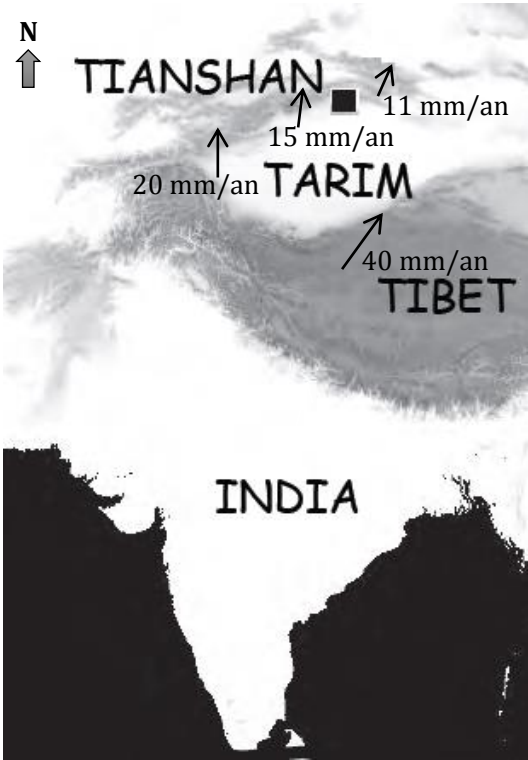 N
TIANSHAN
11 mm/an
15 mm/an
20 mm/an
TARIM
40 mm/an
TIBET
INDIA